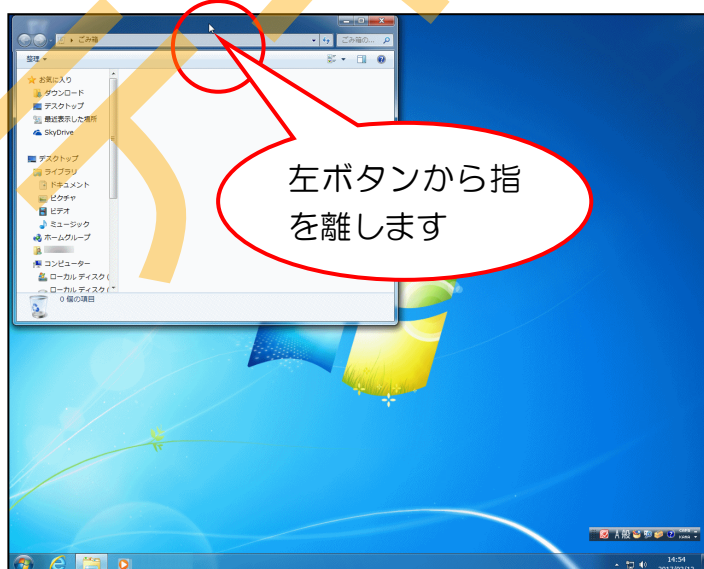 ごみ箱
ごみ箱の...
整理
お気に入り
ダウンロード
デスクトップ
最近表示した場所
SkyDrive
デスクトップ
ライブラリ
ドキュメント
ピクチャ
ビデオ
ミュージック
ホームグループ
コンピューター
ローカル ディスク (
ローカル ディスク (
0 個の項目
左ボタンから指
を離します
A 般
CAPS
KANA
14:54